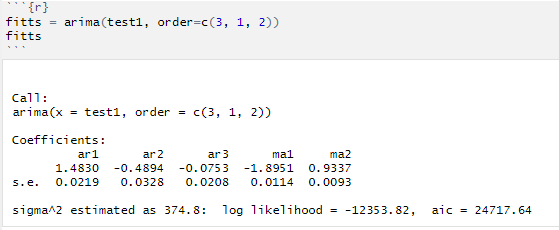 ```{r}
fitts = arima(test1, order=c(3, 1, 2))
fitts
```
Call:
arima(x = test1, order = c(3, 1, 2))
Coefficients:
ar1 ar2 ar3 ma1 ma2
1.4830 -0.4894 -0.0753 -1.8951 0.9337
s.e. 0.0219 0.0328 0.0208 0.0114 0.0093
sigma^2 estimated as 374.8: log likelihood = -12353.82, aic = 24717.64